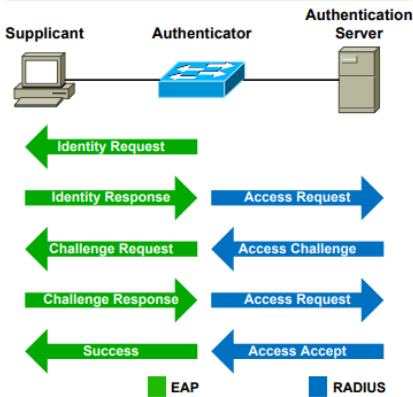 Supplicant
Authenticator
Authentication
Server
Identity Request
Identity Response
Access Request
Challenge Request
Access Challenge
Challenge Response
Access Request
Success
Access Accept
EAP
RADIUS